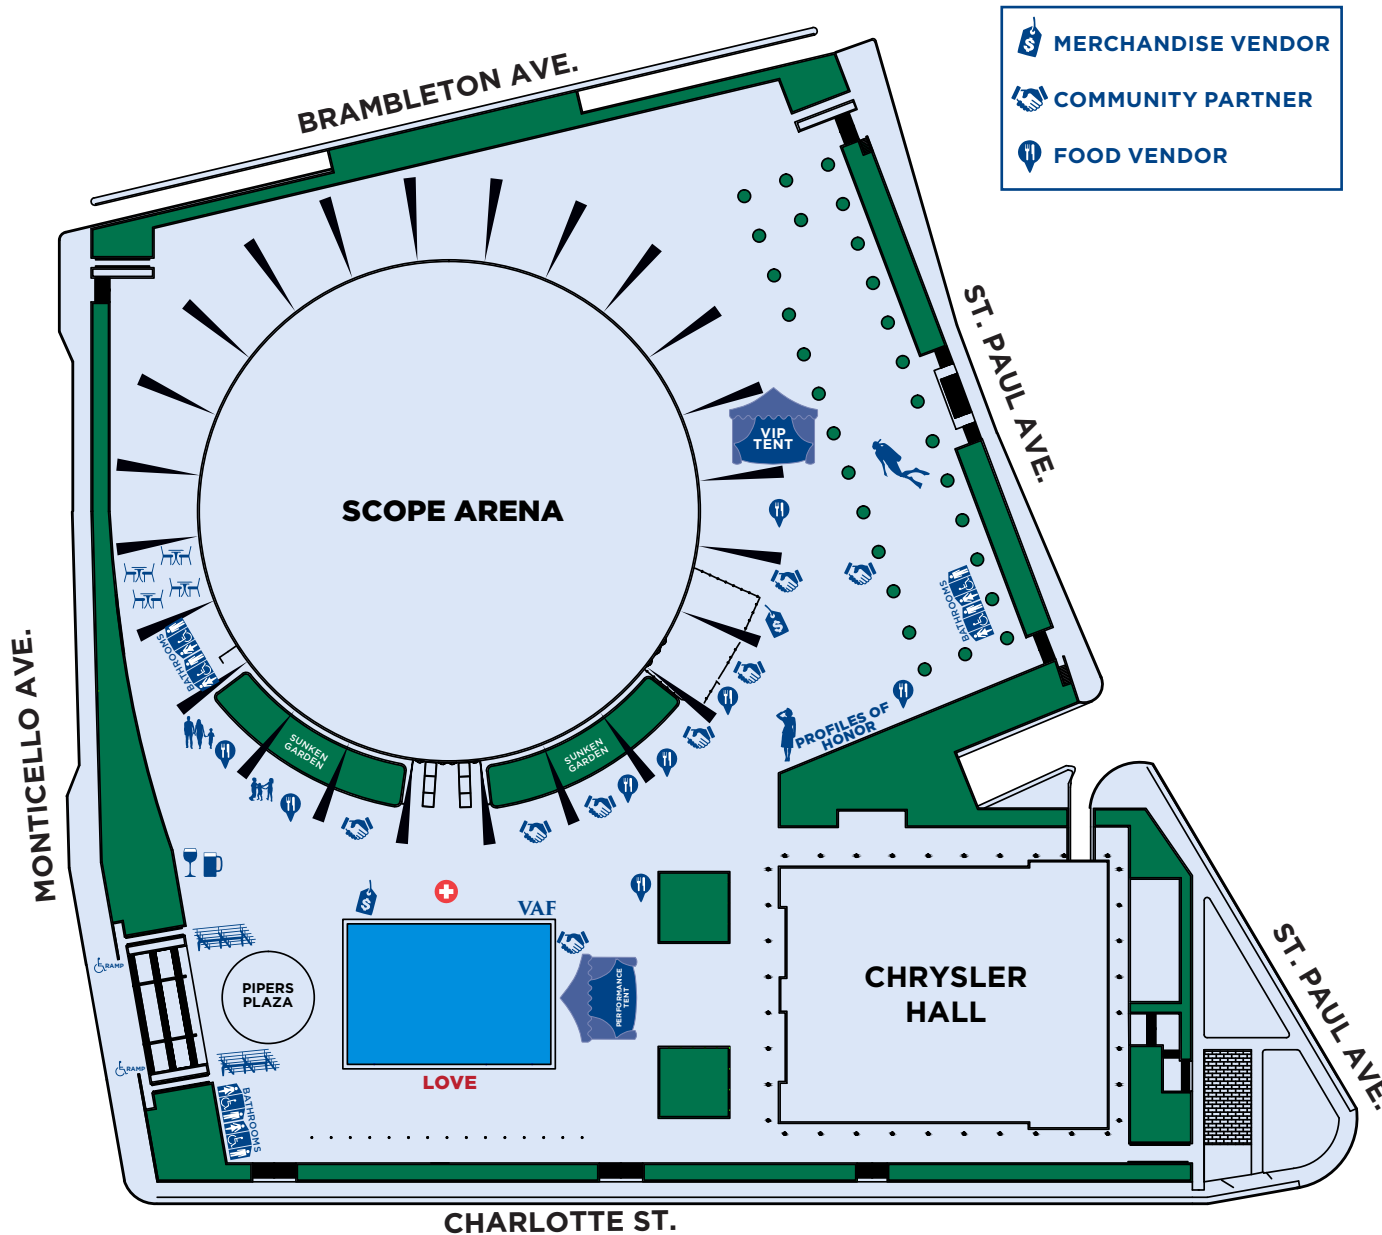 MERCHANDISE VENDOR
COMMUNITY PARTNER
FOOD VENDOR
BRAMBLETON AVE.
ST. PAUL AVE.
VIP
TENT
SCOPE ARENA
BATHROOMS
BATHROOMS
MONTICELLO AVE.
SUNKEN
GARDEN
SUNKEN
GARDEN
PROFILES OF
HONOR
VAF
RAMP
PIPERS
PLAZA
PERFORMANCE
TENT
CHRYSLER
HALL
ST. PAUL AVE.
RAMP
LOVE
BATHROOMS
CHARLOTTE ST.